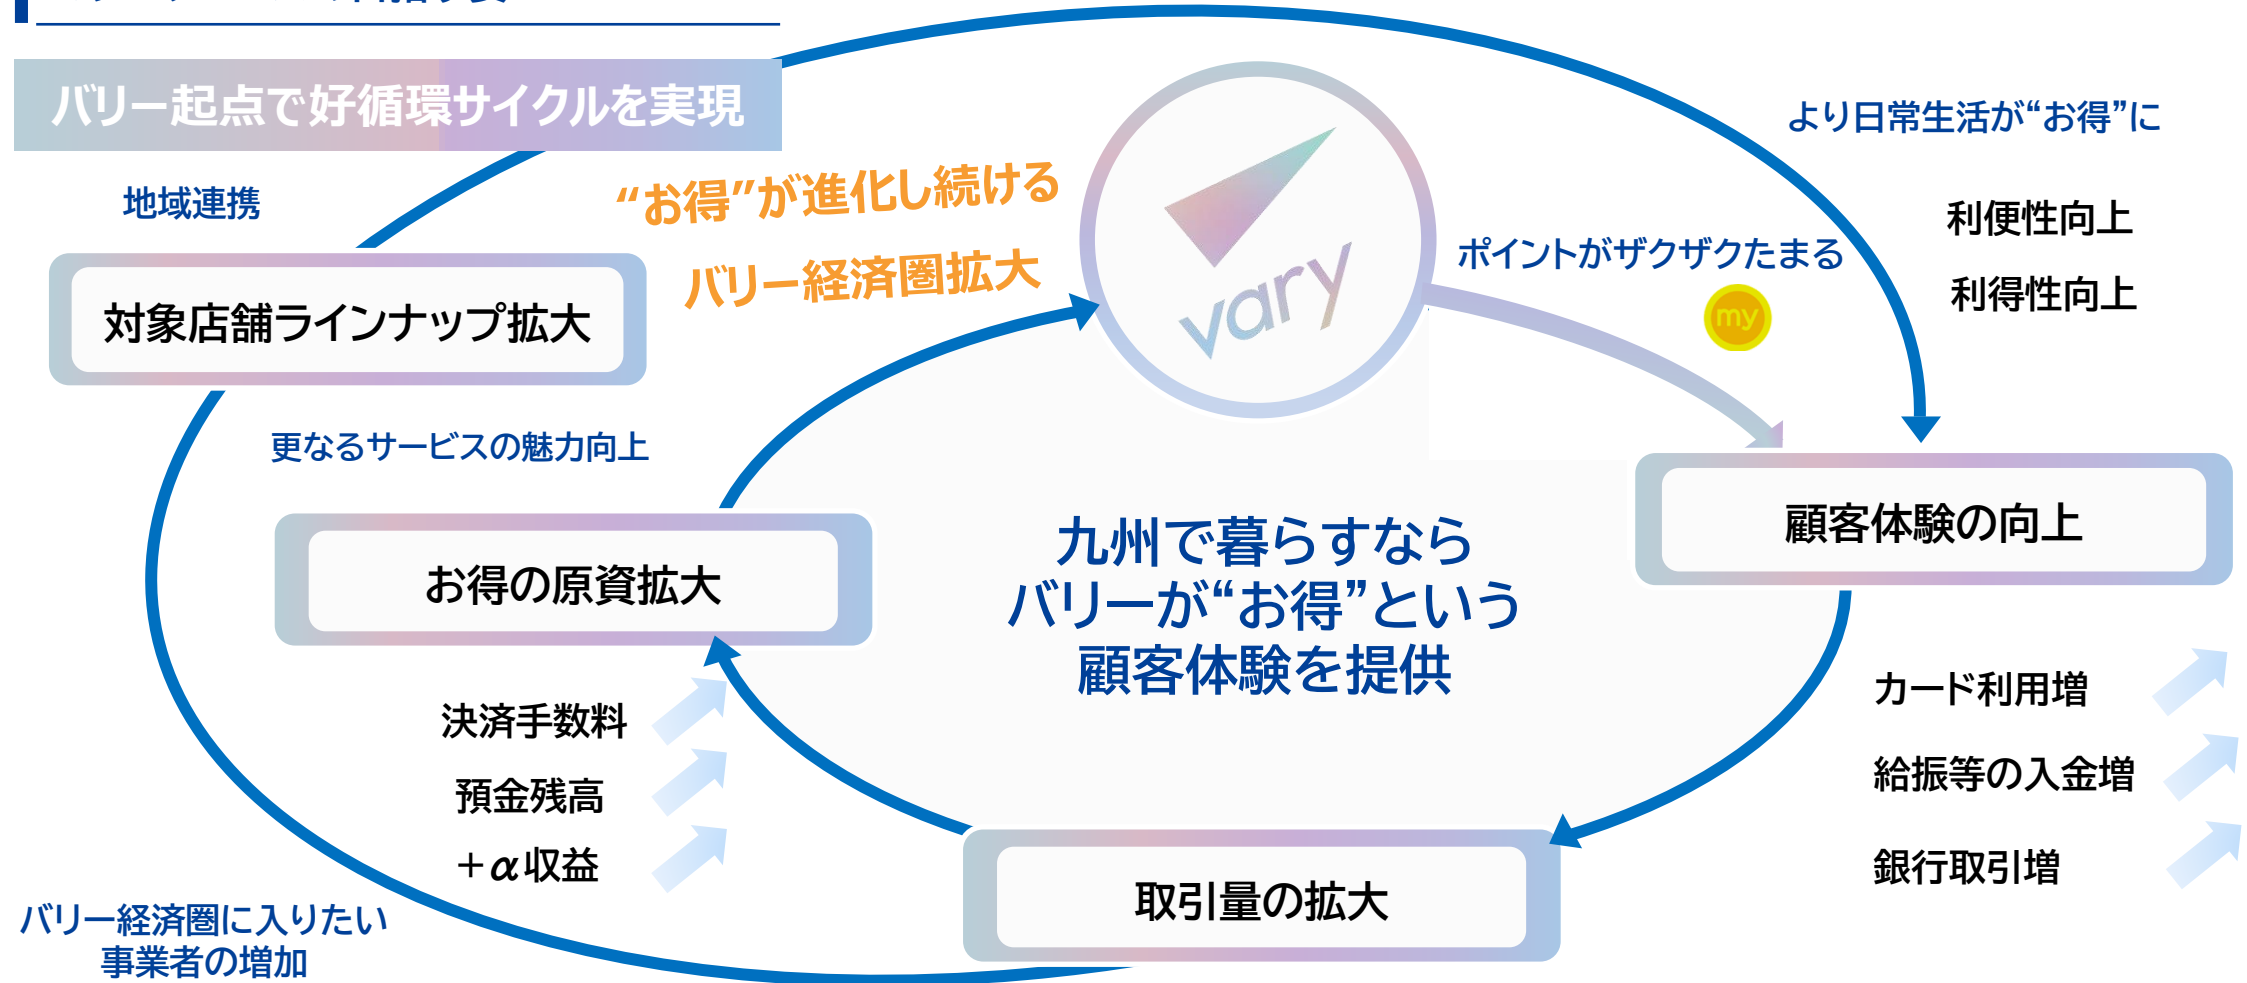 バリー起点で好循環サイクルを実現
地域連携
対象店舗ラインナップ拡大
“お得”が進化し続ける
バリー経済圏拡大
vary
ポイントがザクザクたまる
my
より日常生活が“お得”に
利便性向上
利得性向上
更なるサービスの魅力向上
お得の原資拡大
九州で暮らすなら
バリーが“お得”という
顧客体験を提供
顧客体験の向上
決済手数料
預金残高
+α収益
カード利用増
給振等の入金増
銀行取引増
取引量の拡大
バリー経済圏に入りたい
事業者の増加